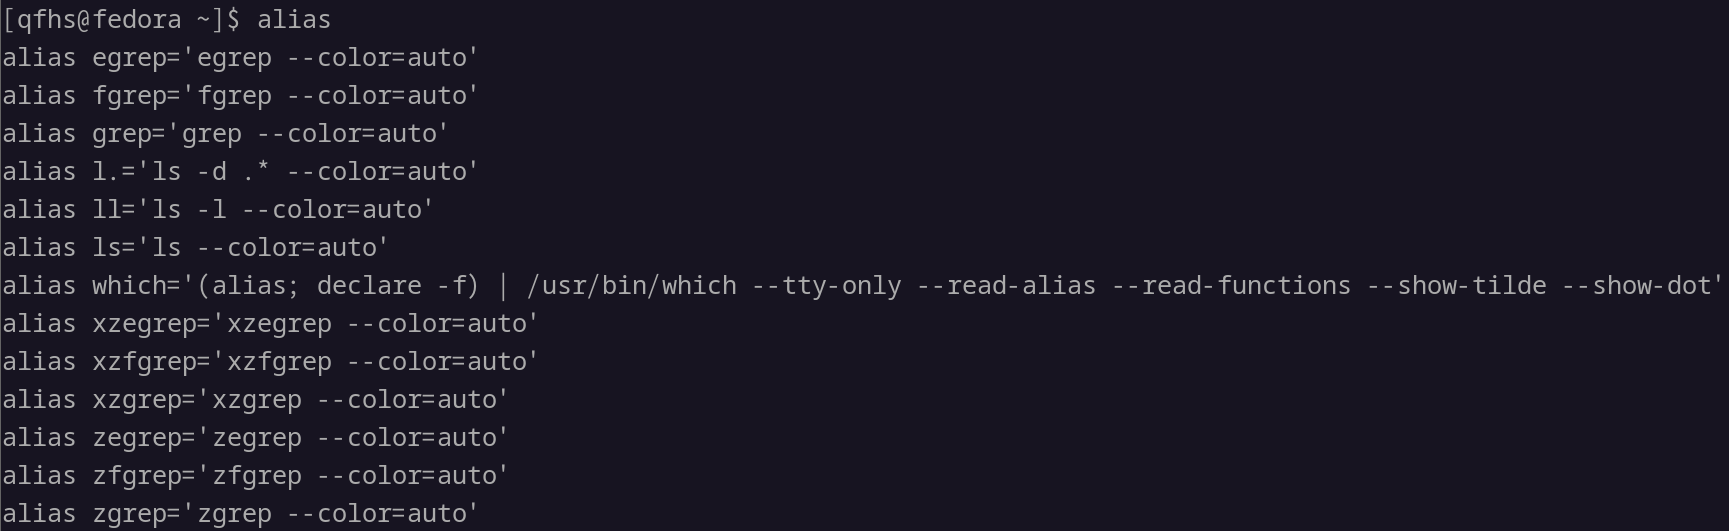 [qfhs@fedora ~]$ alias
alias egrep='egrep --color=auto'
alias fgrep='fgrep --color=auto'
alias grep='grep --color=auto'
alias l.='ls -d .* --color=auto'
alias ll='ls -l --color=auto'
alias ls='ls --color=auto'
alias which='(alias; declare -f) | /usr/bin/which --tty-only --read-alias --read-functions --show-tilde --show-dot'
alias xzegrep='xzegrep --color=auto'
alias xzfgrep='xzfgrep --color=auto'
alias xzgrep='xzgrep --color=auto'
alias zegrep='zegrep --color=auto'
alias zfgrep='zfgrep --color=auto'
alias zgrep='zgrep --color=auto'